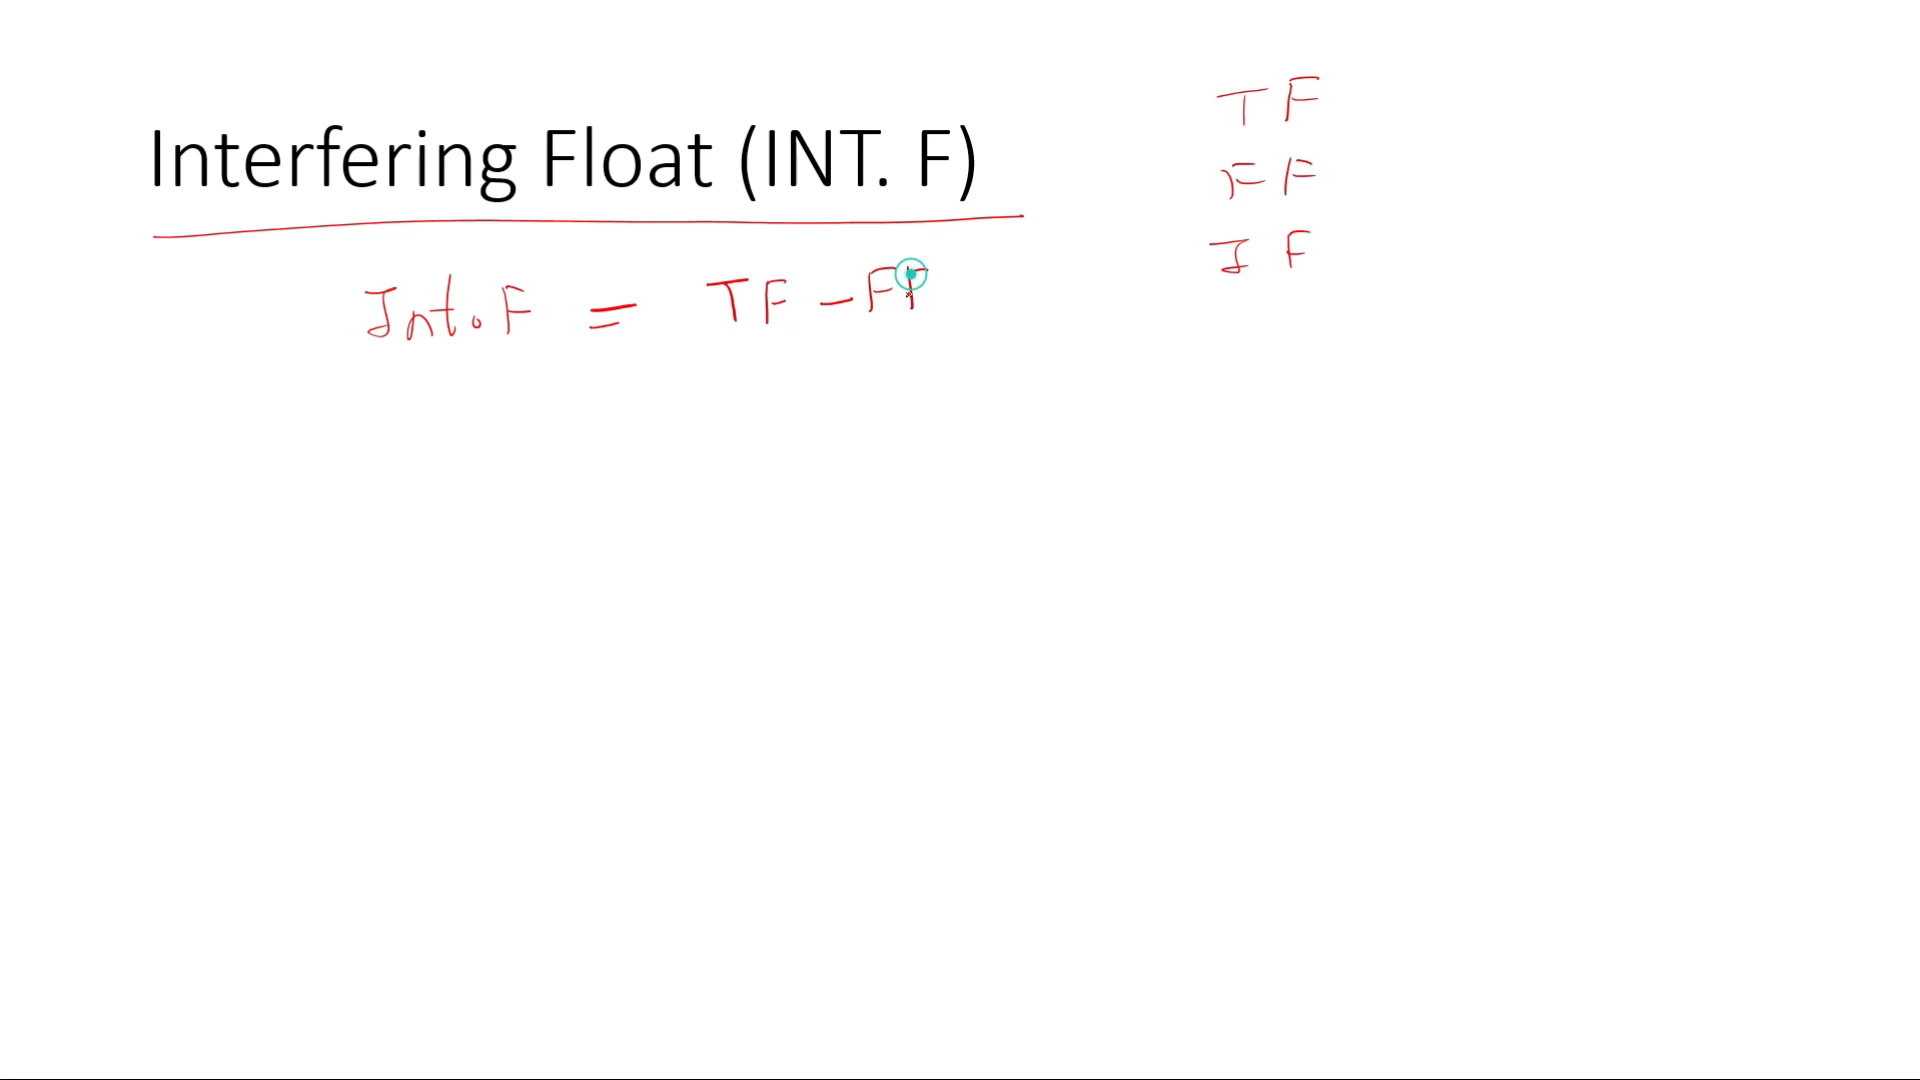 Interfering Float (INT. F)
Int. F = TF - FF
TF
FF
IF